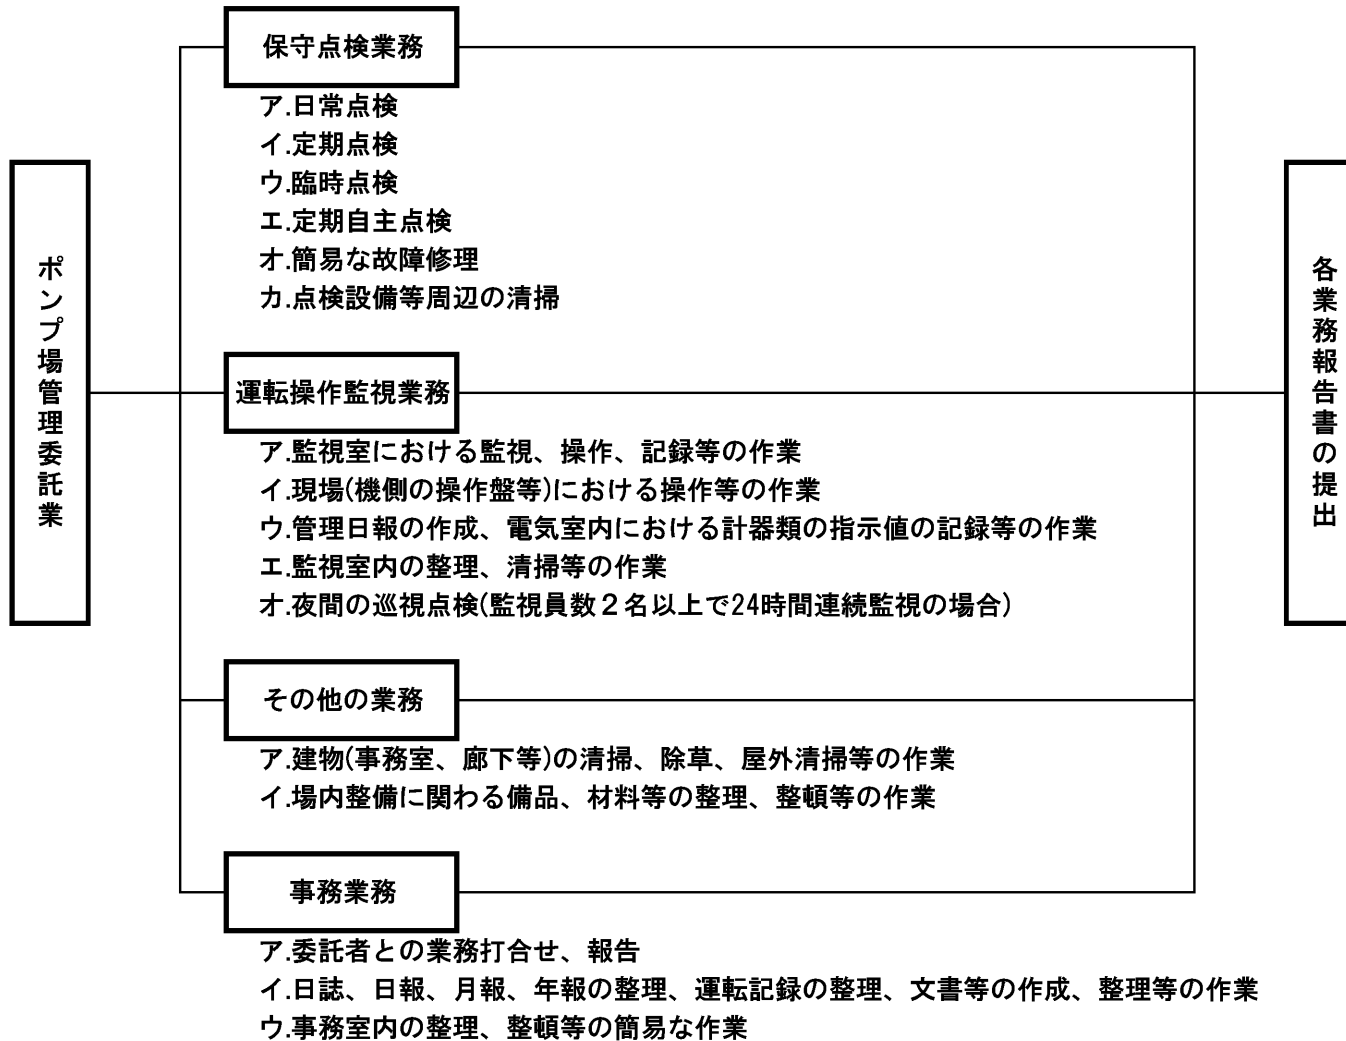 ポンプ場管理委託業
保守点検業務
ア.日常点検
イ.定期点検
ウ.臨時点検
エ.定期自主点検
オ.簡易な故障修理
カ.点検設備等周辺の清掃
運転操作監視業務
ア.監視室における監視、操作、記録等の作業
イ.現場(機側の操作盤等)における操作等の作業
ウ.管理日報の作成、電気室内における計器類の指示値の記録等の作業
エ.監視室内の整理、清掃等の作業
オ.夜間の巡視点検(監視員数２名以上で24時間連続監視の場合)
その他の業務
ア.建物(事務室、廊下等)の清掃、除草、屋外清掃等の作業
イ.場内整備に関わる備品、材料等の整理、整頓等の作業
事務業務
ア.委託者との業務打合せ、報告
イ.日誌、日報、月報、年報の整理、運転記録の整理、文書等の作成、整理等の作業
ウ.事務室内の整理、整頓等の簡易な作業
各業務報告書の提出